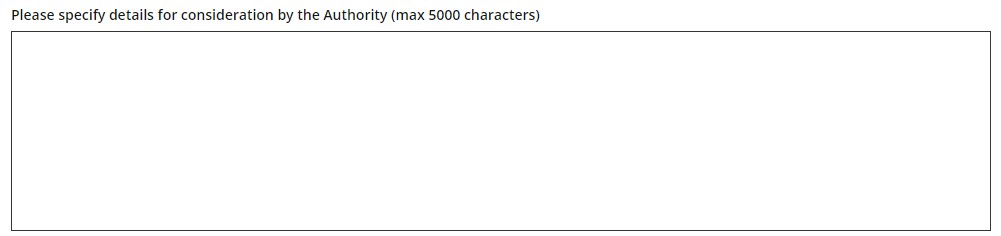 Please specify details for consideration by the Authority (max 5000 characters)